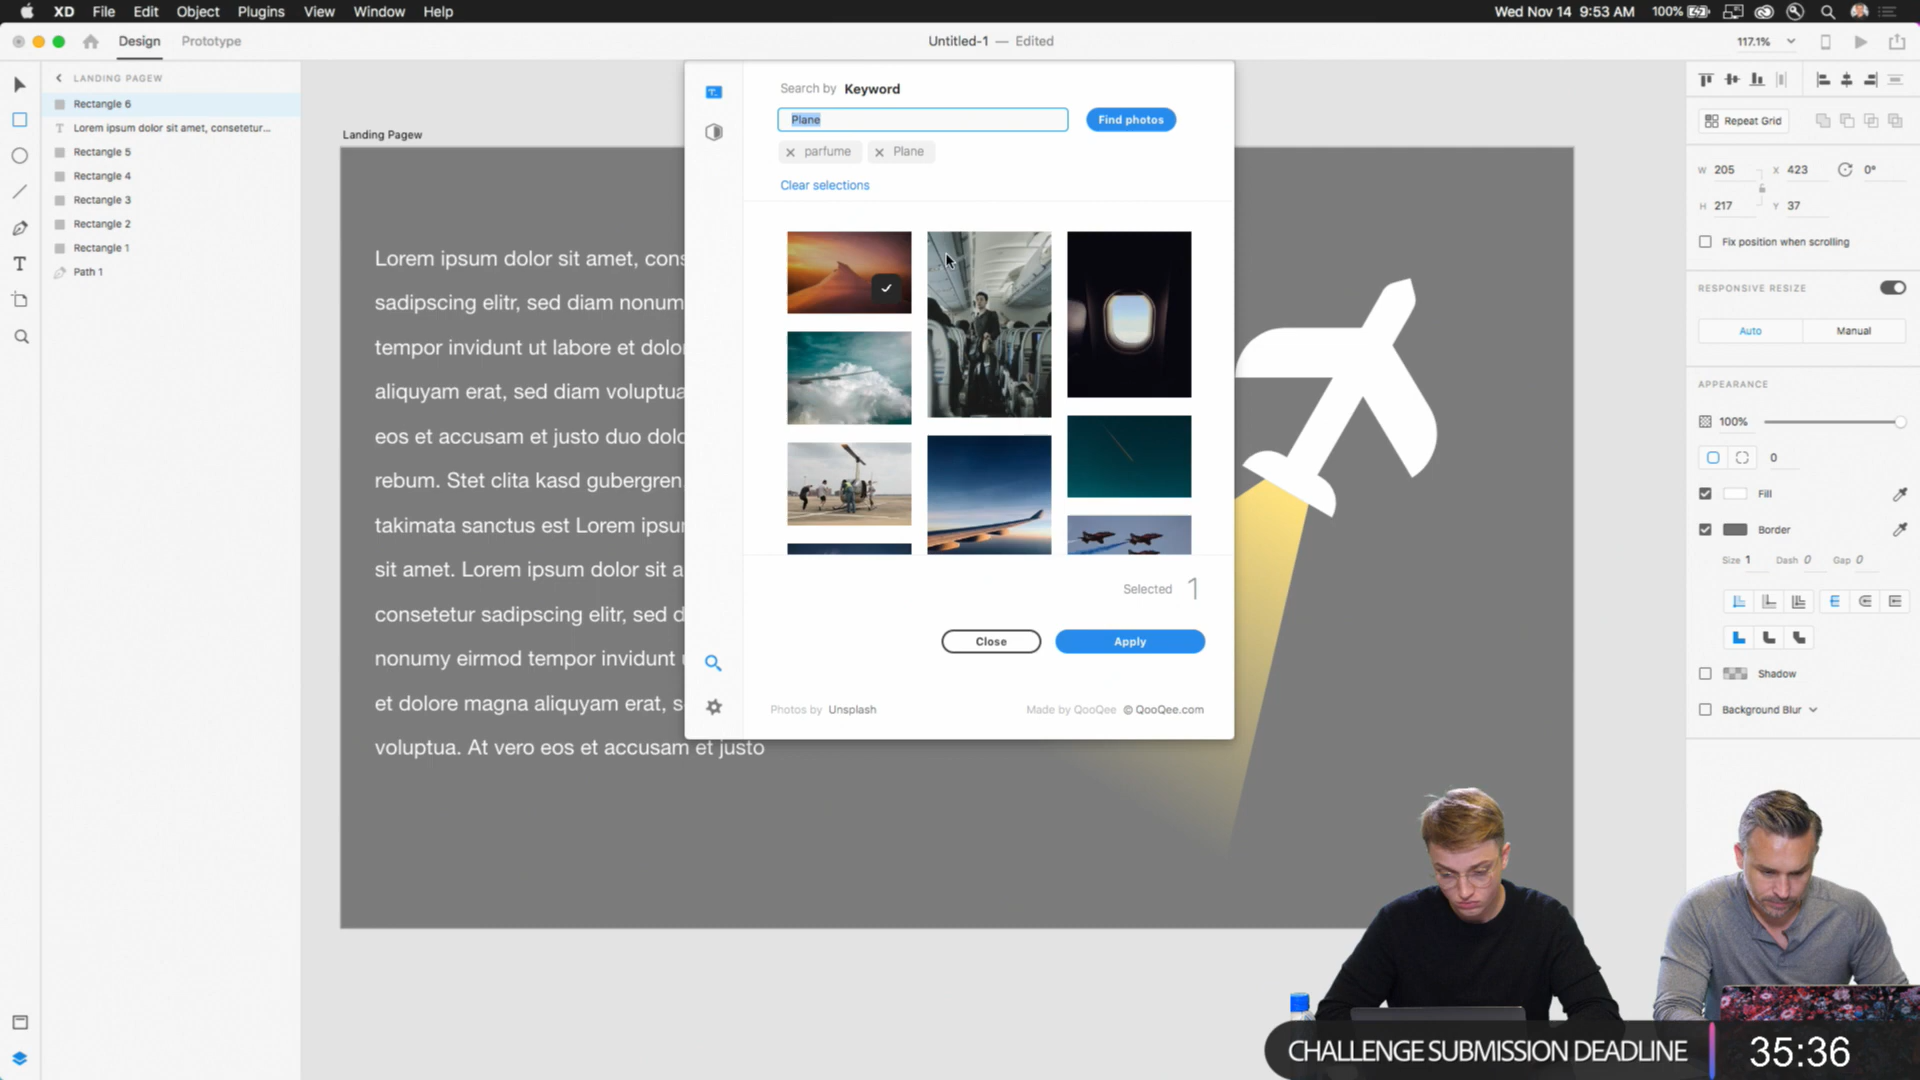 XD File Edit Object Plugins View Window Help
Wed Nov 14 9:53 AM 100%
Design Prototype
Untitled-1 — Edited
117.1%
LANDING PAGEW
Rectangle 6
T Lorem ipsum dolor sit amet, consetetur...
Rectangle 5
Rectangle 4
Rectangle 3
Rectangle 2
Rectangle 1
Path 1
Landing Pagew
Lorem ipsum dolor sit amet, cons
sadipscing elitr, sed diam nonum
tempor invidunt ut labore et dolor
aliquyam erat, sed diam voluptua
eos et accusam et justo duo dolo
rebum. Stet clita kasd gubergren,
takimata sanctus est Lorem ipsum
sit amet. Lorem ipsum dolor sit a
consetetur sadipscing elitr, sed d
nonumy eirmod tempor invidunt u
et dolore magna aliquyam erat, s
voluptua. At vero eos et accusam et justo
Search by Keyword
Plane
Find photos
parfume
Plane
Clear selections
Selected 1
Close
Apply
Photos by Unsplash
Made by QooQee © QooQee.com
Repeat Grid
W 205 X 423 0°
H 217 Y 37
Fix position when scrolling
RESPONSIVE RESIZE
Auto
Manual
APPEARANCE
100%
0
Fill
Border
Size 1 Dash 0 Gap 0
Shadow
Background Blur
CHALLENGE SUBMISSION DEADLINE 35:36